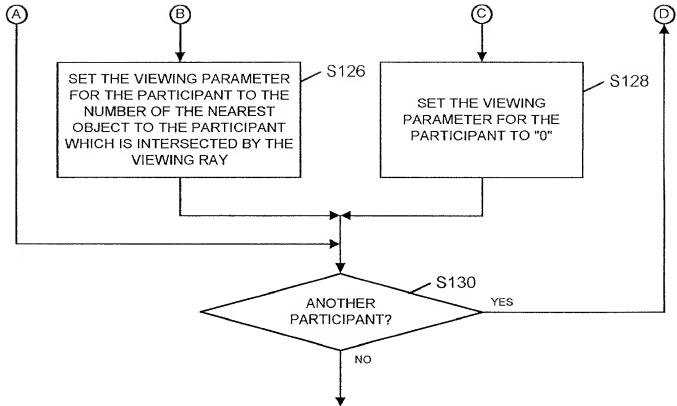 A
B
C
D
S126
SET THE VIEWING PARAMETER
FOR THE PARTICIPANT TO THE
NUMBER OF THE NEAREST
OBJECT TO THE PARTICIPANT
WHICH IS INTERSECTED BY THE
VIEWING RAY
S128
SET THE VIEWING
PARAMETER FOR THE
PARTICIPANT TO "0"
S130
ANOTHER
PARTICIPANT?
YES
NO